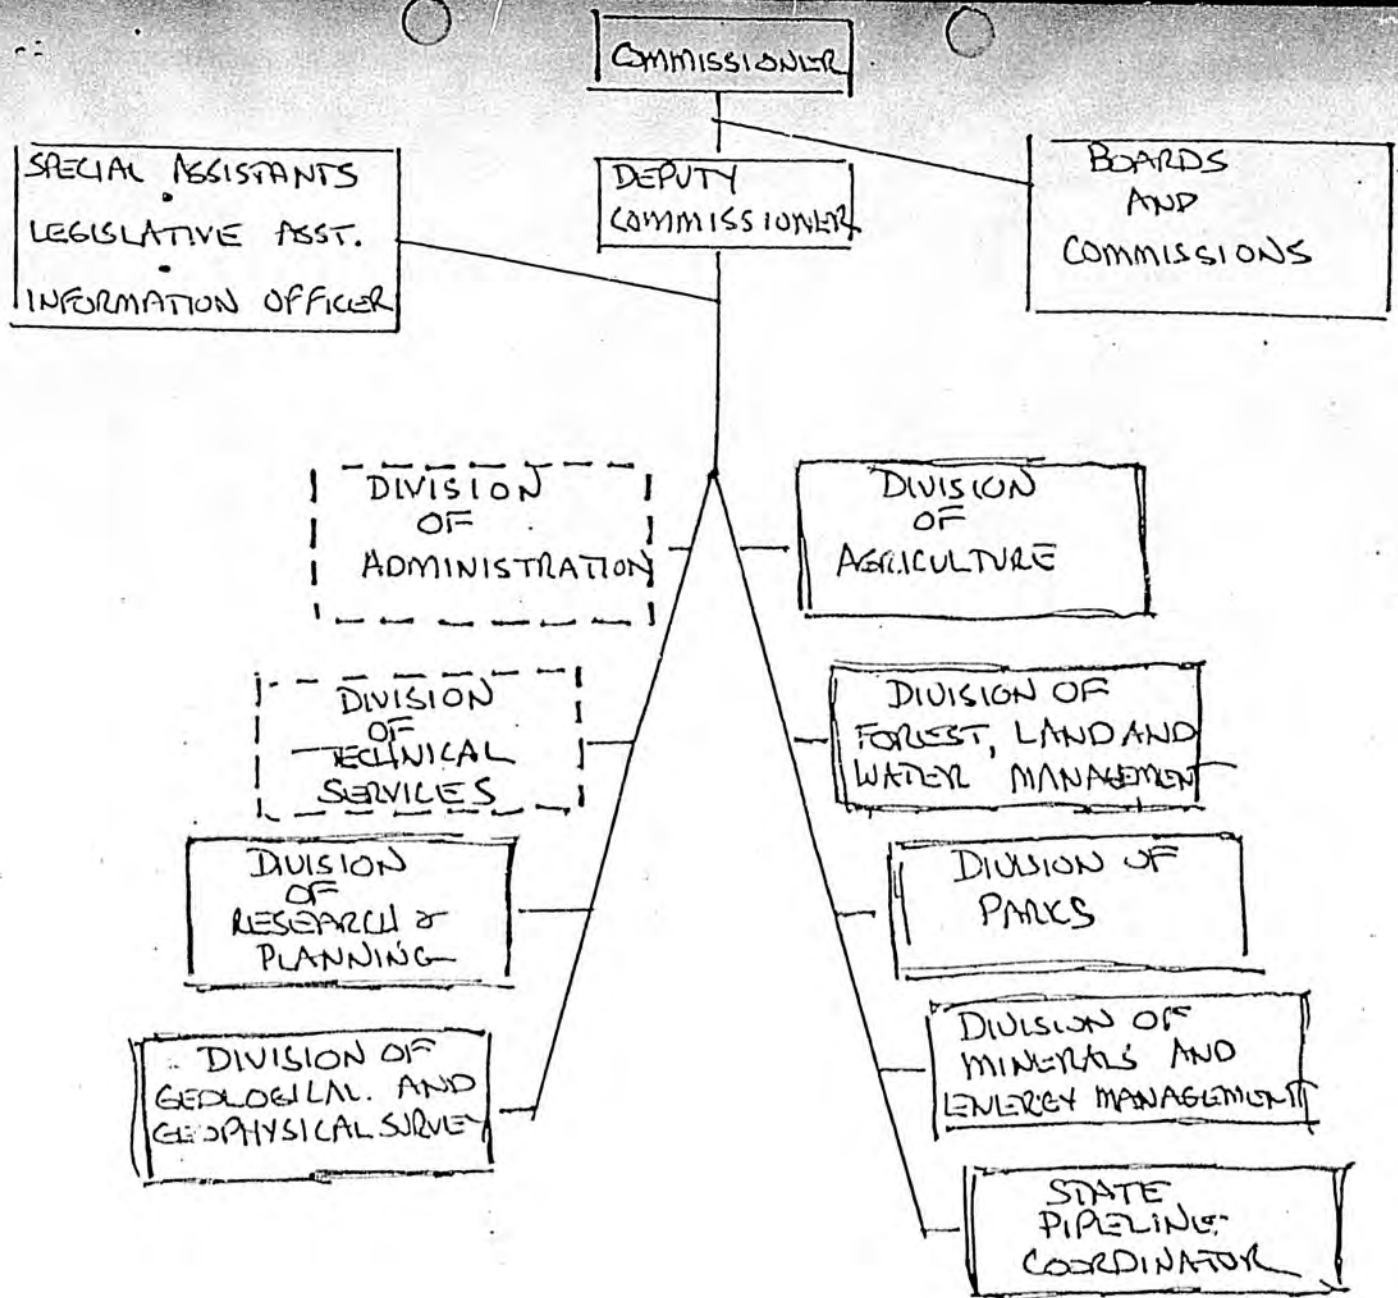 COMMISSIONER
SPECIAL ASSISTANTS
•
LEGISLATIVE ASST.
•
INFORMATION OFFICER
DEPUTY
COMMISSIONER
BOARDS
AND
COMMISSIONS
DIVISION
OF
ADMINISTRATION
DIVISION
OF
AGRICULTURE
DIVISION
OF
TECHNICAL
SERVICES
DIVISION OF
FOREST, LAND AND
WATER MANAGEMENT
DIVISION
OF
RESEARCH &
PLANNING
DIVISION OF
PARKS
DIVISION OF
GEOLOGICAL AND
GEOPHYSICAL SURVEY
DIVISION OF
MINERALS AND
ENERGY MANAGEMENT
STATE
PIPELINE
COORDINATOR